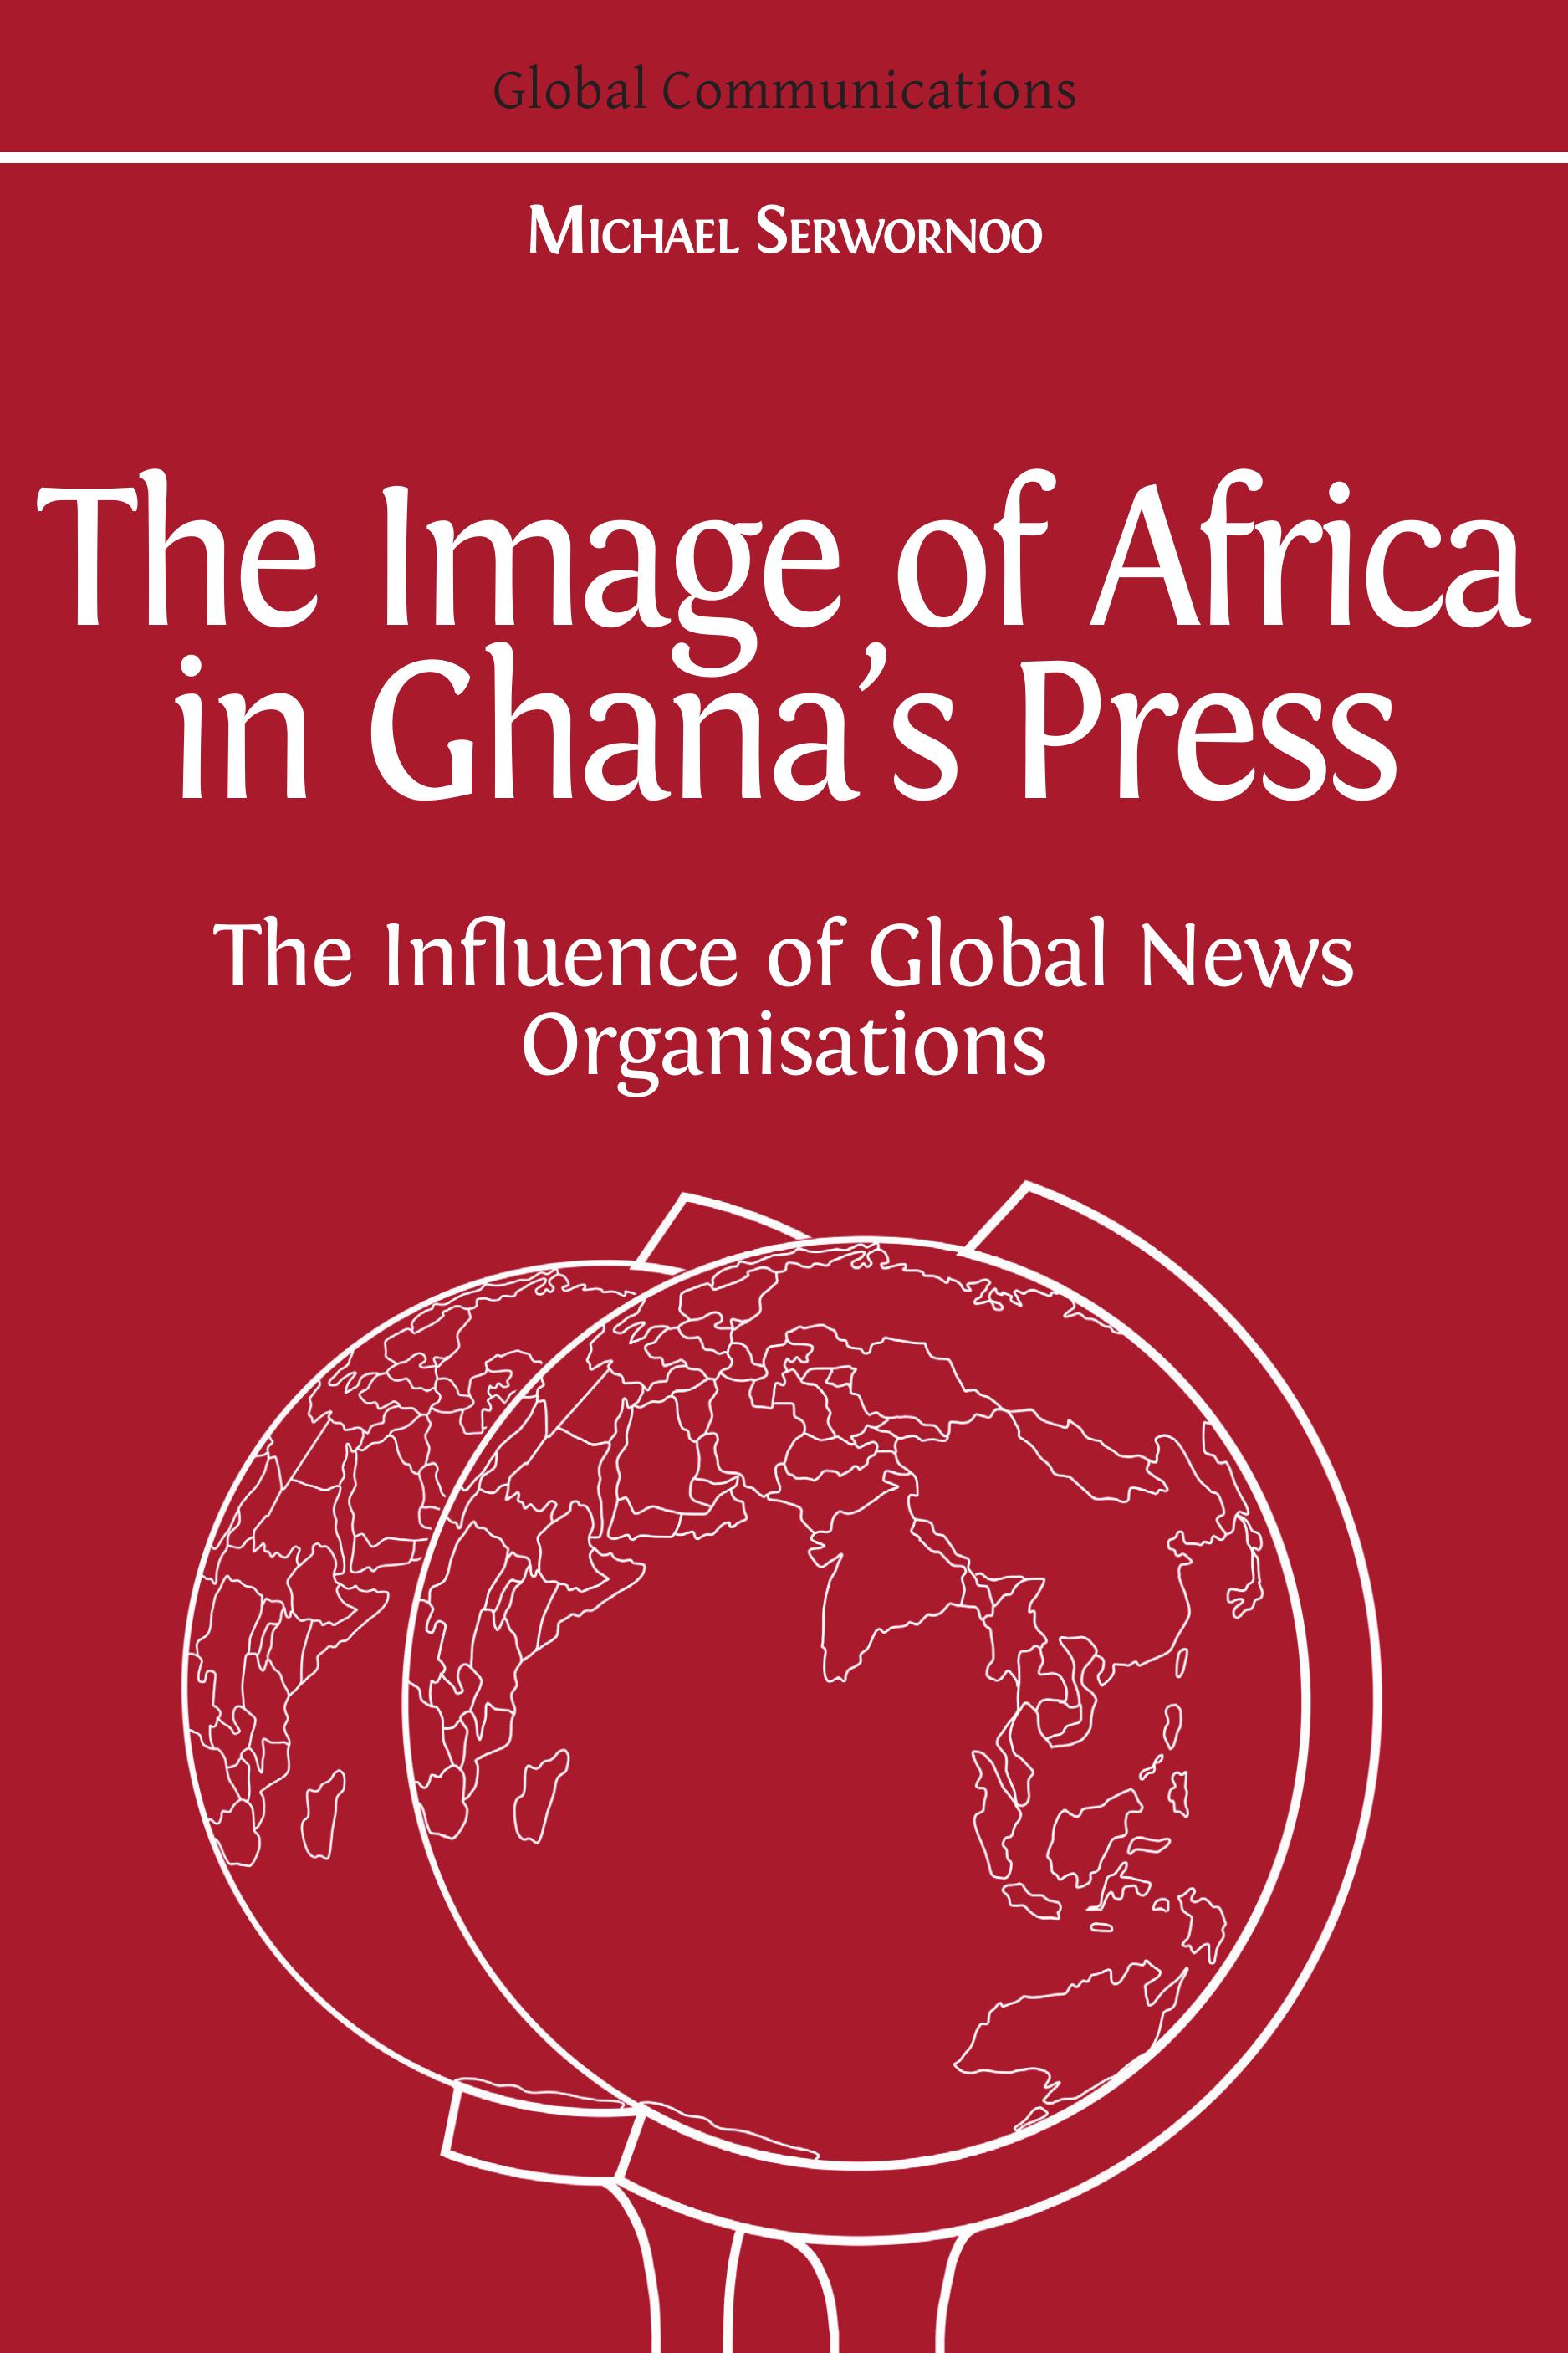 Global Communications
Michael Serwornoo
The Image of Africa
in Ghana’s Press
The Influence of Global News
Organisations